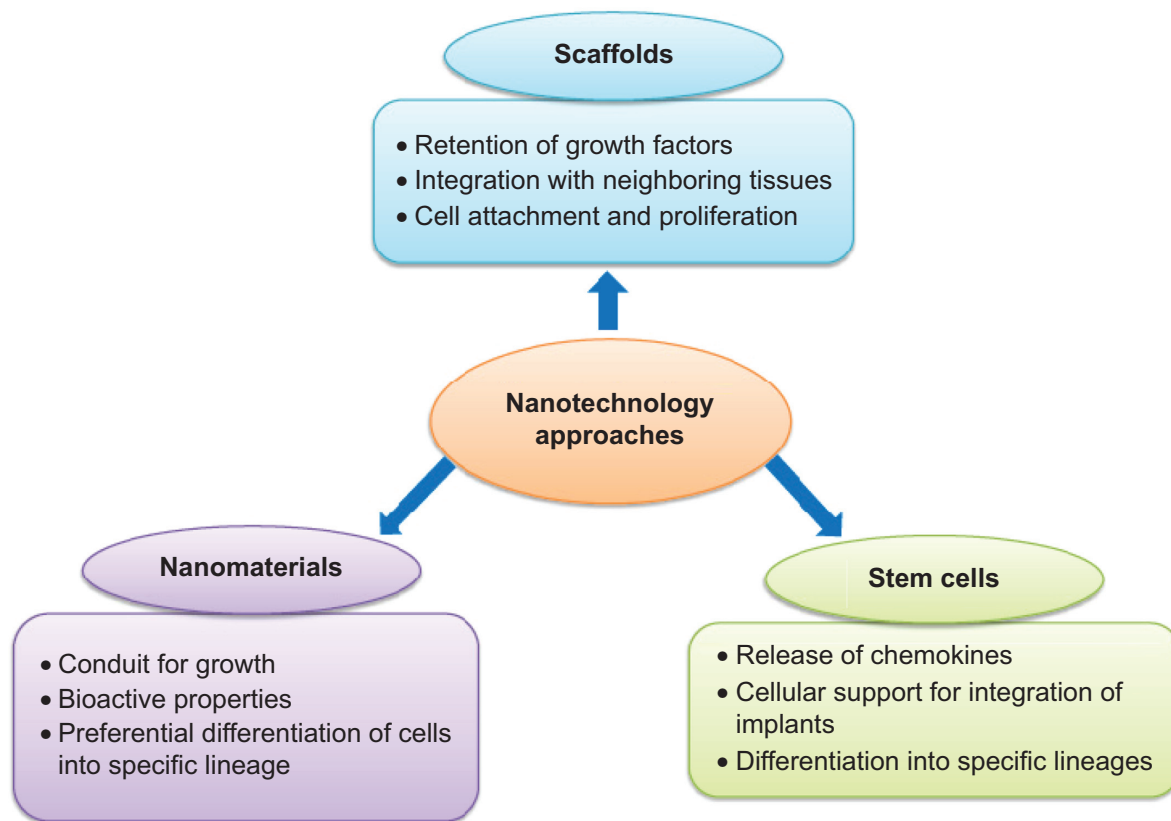 Scaffolds
• Retention of growth factors
• Integration with neighboring tissues
• Cell attachment and proliferation
Nanotechnology
approaches
Nanomaterials
• Conduit for growth
• Bioactive properties
• Preferential differentiation of cells
into specific lineage
Stem cells
• Release of chemokines
• Cellular support for integration of
implants
• Differentiation into specific lineages